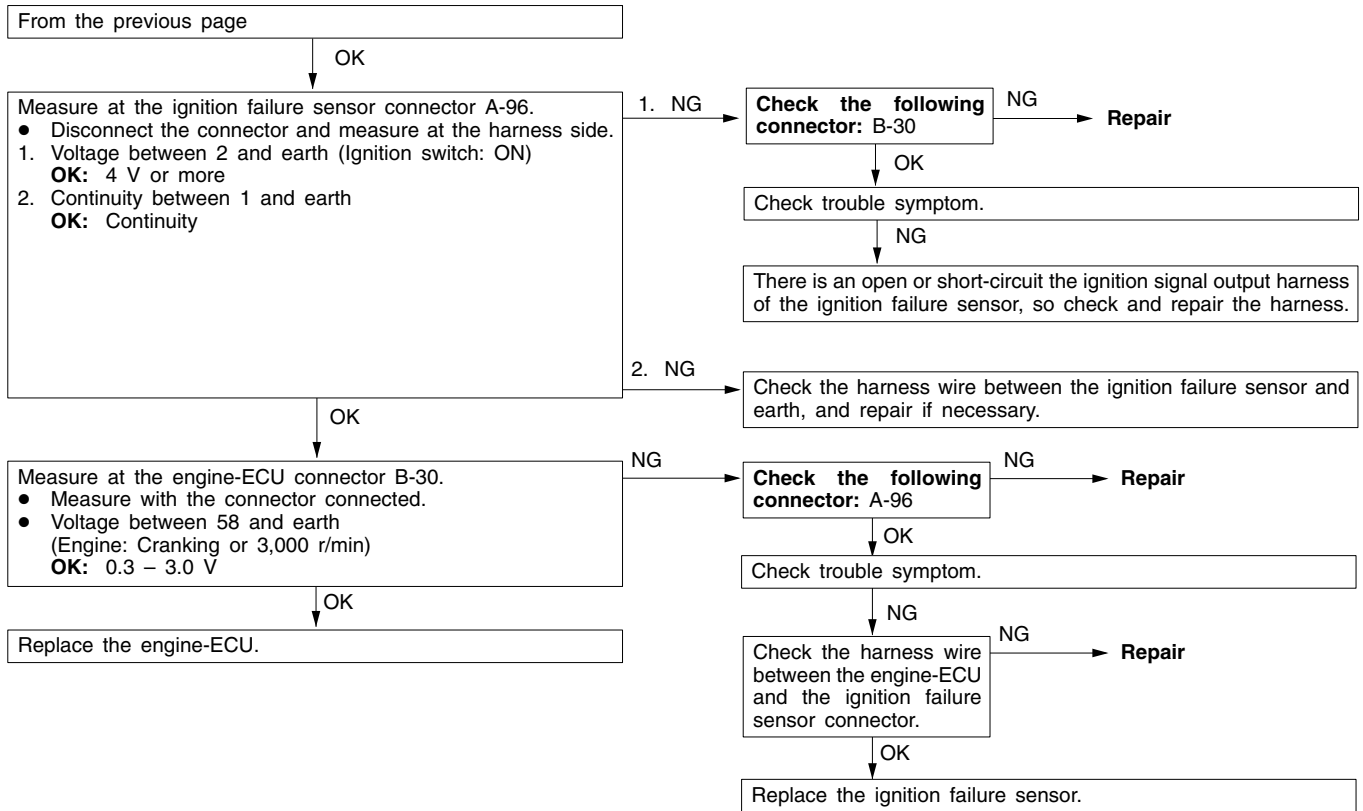 From the previous page
OK
Measure at the ignition failure sensor connector A-96.
● Disconnect the connector and measure at the harness side.
1. Voltage between 2 and earth (Ignition switch: ON)
OK: 4 V or more
2. Continuity between 1 and earth
OK: Continuity
1. NG
Check the following
connector: B-30
NG
Repair
OK
Check trouble symptom.
NG
There is an open or short-circuit the ignition signal output harness
of the ignition failure sensor, so check and repair the harness.
2. NG
Check the harness wire between the ignition failure sensor and
earth, and repair if necessary.
OK
Measure at the engine-ECU connector B-30.
● Measure with the connector connected.
● Voltage between 58 and earth
(Engine: Cranking or 3,000 r/min)
OK: 0.3 – 3.0 V
NG
Check the following
connector: A-96
NG
Repair
OK
Check trouble symptom.
NG
Check the harness wire
between the engine-ECU
and the ignition failure
sensor connector.
NG
Repair
OK
Replace the ignition failure sensor.
OK
Replace the engine-ECU.